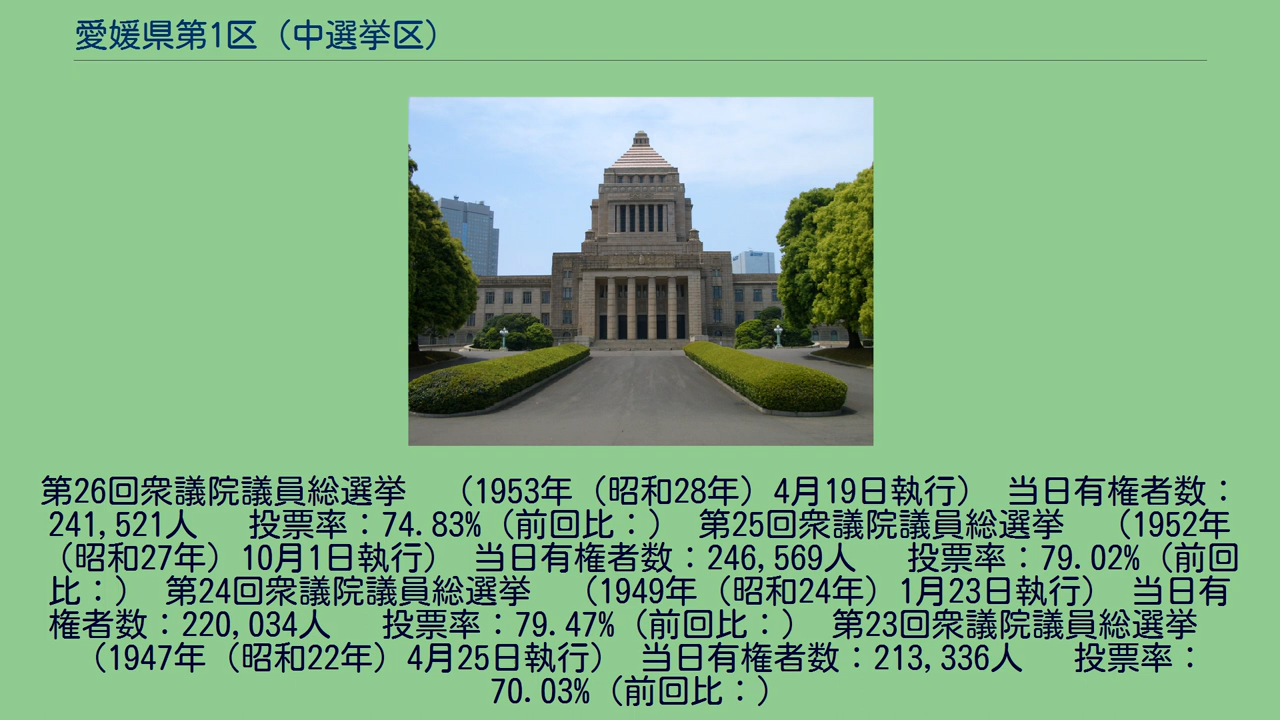 愛媛県第1区（中選挙区）
第26回衆議院議員総選挙　（1953年（昭和28年）4月19日執行）　当日有権者数：
241,521人　 投票率：74.83%（前回比：）　第25回衆議院議員総選挙　（1952年
（昭和27年）10月1日執行）　当日有権者数：246,569人　 投票率：79.02%（前回
比：）　第24回衆議院議員総選挙　（1949年（昭和24年）1月23日執行）　当日有
権者数：220,034人　 投票率：79.47%（前回比：）　第23回衆議院議員総選挙
（1947年（昭和22年）4月25日執行）　当日有権者数：213,336人　 投票率：
70.03%（前回比：）